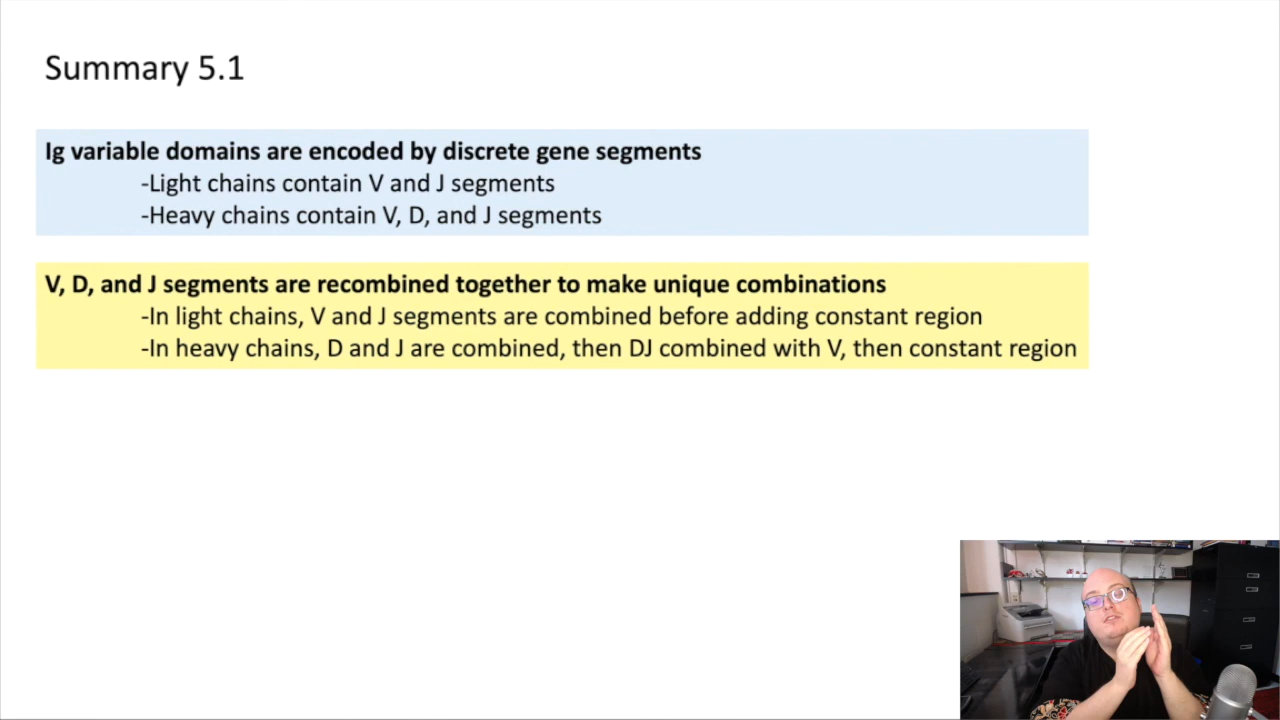 Summary 5.1
Ig variable domains are encoded by discrete gene segments
-Light chains contain V and J segments
-Heavy chains contain V, D, and J segments
V, D, and J segments are recombined together to make unique combinations
-In light chains, V and J segments are combined before adding constant region
-In heavy chains, D and J are combined, then DJ combined with V, then constant region